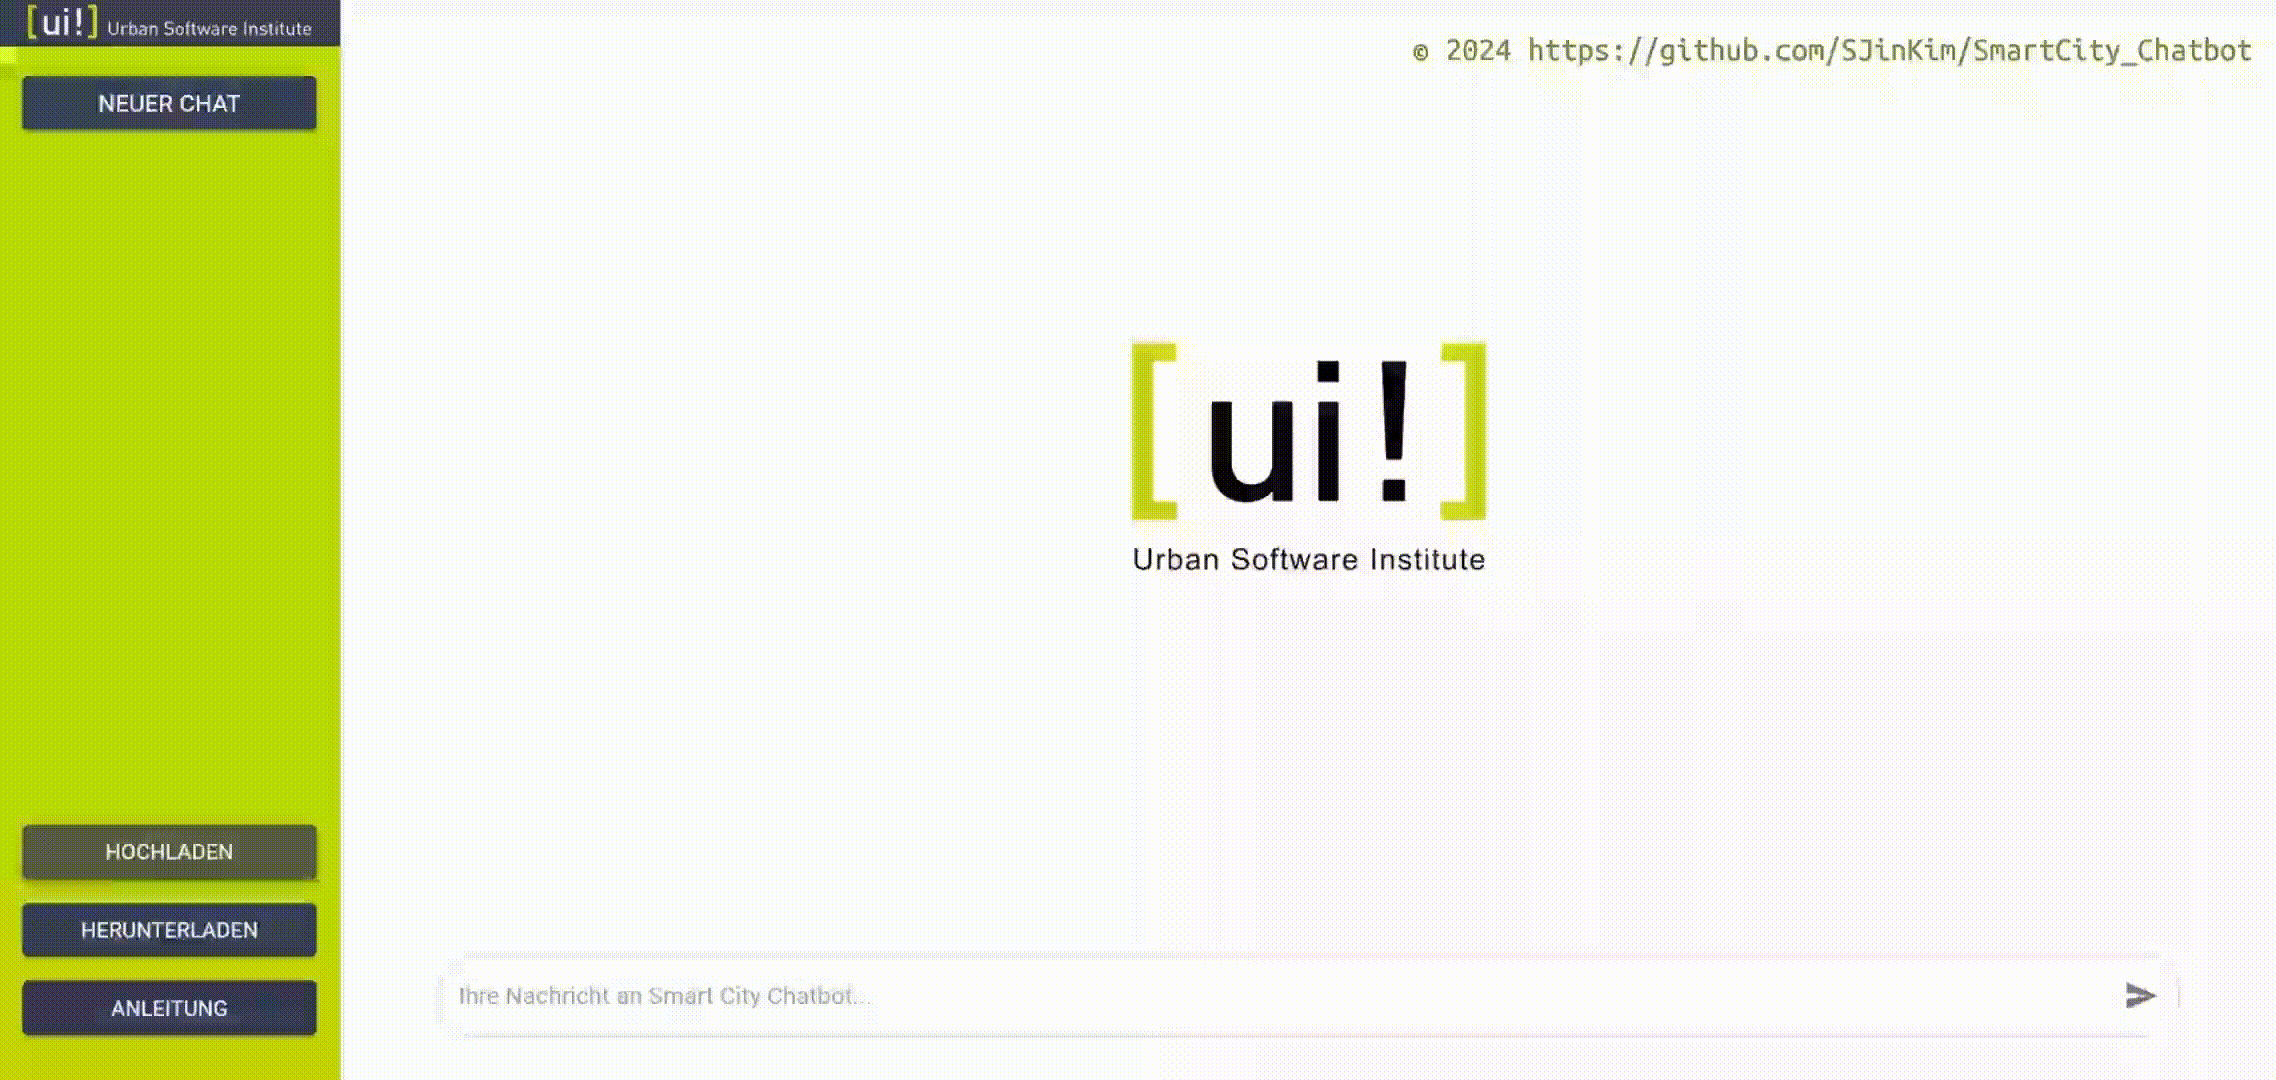 [ui!] Urban Software Institute
© 2024 https://github.com/SJinKim/SmartCity_Chatbot
NEUER CHAT
[ui!]
Urban Software Institute
HOCHLADEN
HERUNTERLADEN
ANLEITUNG
Ihre Nachricht an Smart City Chatbot...